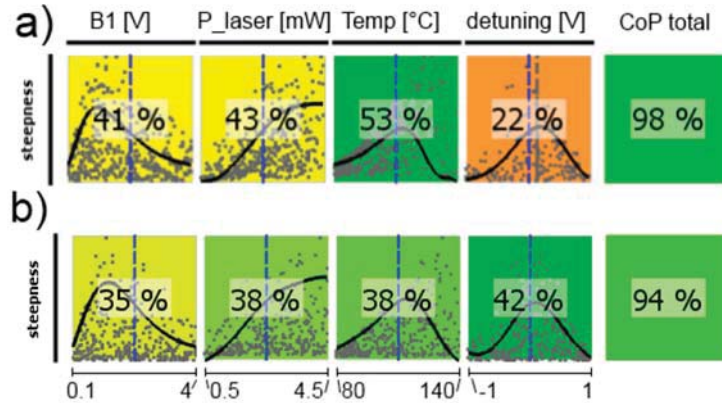 a) B1 [V] P_laser [mW] Temp [°C] detuning [V] CoP total
steepness 41 % 43 % 53 % 22 % 98 %
b)
steepness 35 % 38 % 38 % 42 % 94 %
0.1 4 0.5 4.5 80 140 -1 1